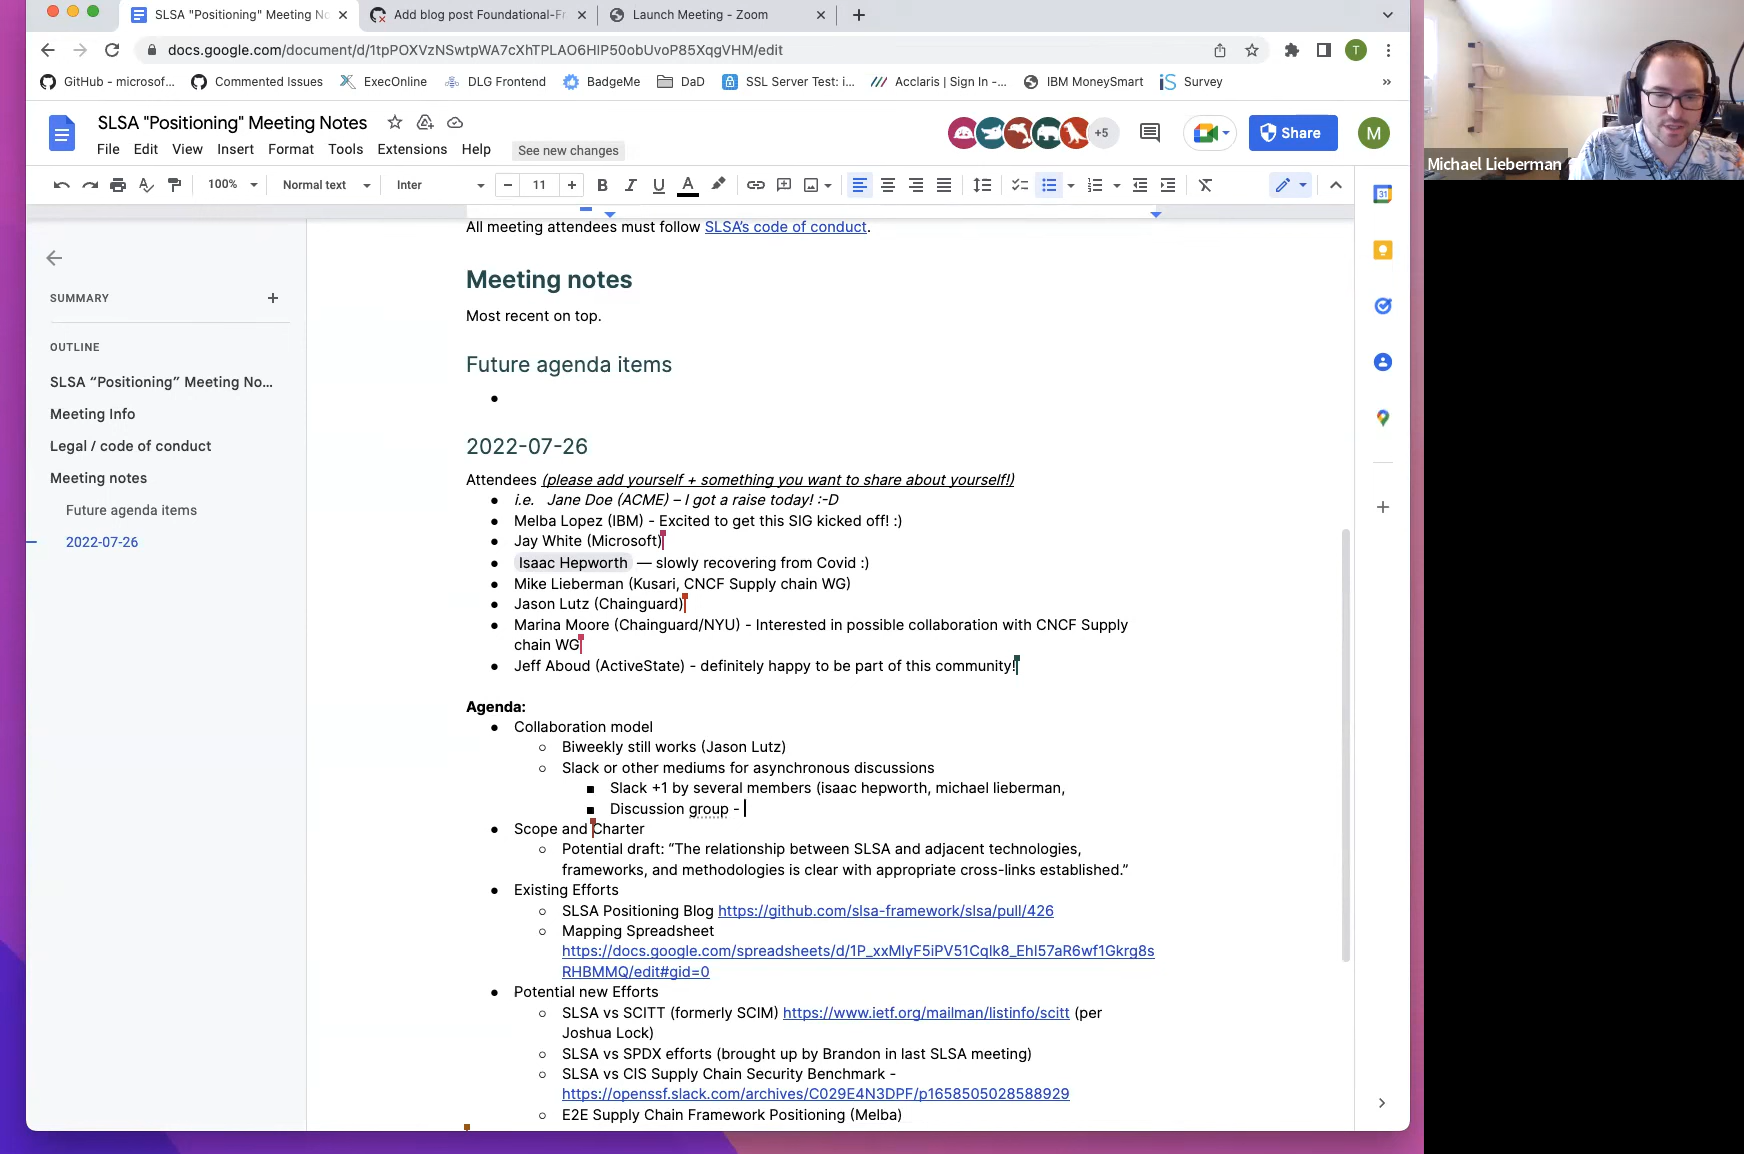 SLSA "Positioning" Meeting No
Add blog post Foundational-Fr
Launch Meeting - Zoom
docs.google.com/document/d/1tpPOXVzNSwtpWA7cXhTPLAO6HIP50obUvoP85XqgVHM/edit
T
GitHub - microsof...
Commented Issues
ExecOnline
DLG Frontend
BadgeMe
DaD
SSL Server Test: i...
Acclaris | Sign In -...
IBM MoneySmart
Survey
»
SLSA "Positioning" Meeting Notes
+5
Share
M
File Edit View Insert Format Tools Extensions Help
See new changes
100%
Normal text
Inter
11
B I U A
31
SUMMARY
OUTLINE
SLSA “Positioning” Meeting No...
Meeting Info
Legal / code of conduct
Meeting notes
Future agenda items
2022-07-26
All meeting attendees must follow SLSA's code of conduct.
Meeting notes
Most recent on top.
Future agenda items
●
2022-07-26
Attendees (please add yourself + something you want to share about yourself!)
● i.e. Jane Doe (ACME) – I got a raise today! :-D
● Melba Lopez (IBM) - Excited to get this SIG kicked off! :)
● Jay White (Microsoft)
● Isaac Hepworth — slowly recovering from Covid :)
● Mike Lieberman (Kusari, CNCF Supply chain WG)
● Jason Lutz (Chainguard)
● Marina Moore (Chainguard/NYU) - Interested in possible collaboration with CNCF Supply
chain WG
● Jeff Aboud (ActiveState) - definitely happy to be part of this community!
Agenda:
● Collaboration model
○ Biweekly still works (Jason Lutz)
○ Slack or other mediums for asynchronous discussions
■ Slack +1 by several members (isaac hepworth, michael lieberman,
■ Discussion group -
● Scope and Charter
○ Potential draft: “The relationship between SLSA and adjacent technologies,
frameworks, and methodologies is clear with appropriate cross-links established.”
● Existing Efforts
○ SLSA Positioning Blog https://github.com/slsa-framework/slsa/pull/426
○ Mapping Spreadsheet
https://docs.google.com/spreadsheets/d/1P_xxMlyF5iPV51Cqlk8_EhI57aR6wf1Gkrg8s
RHBMMQ/edit#gid=0
● Potential new Efforts
○ SLSA vs SCITT (formerly SCIM) https://www.ietf.org/mailman/listinfo/scitt (per
Joshua Lock)
○ SLSA vs SPDX efforts (brought up by Brandon in last SLSA meeting)
○ SLSA vs CIS Supply Chain Security Benchmark -
https://openssf.slack.com/archives/C029E4N3DPF/p1658505028588929
○ E2E Supply Chain Framework Positioning (Melba)
Michael Lieberman